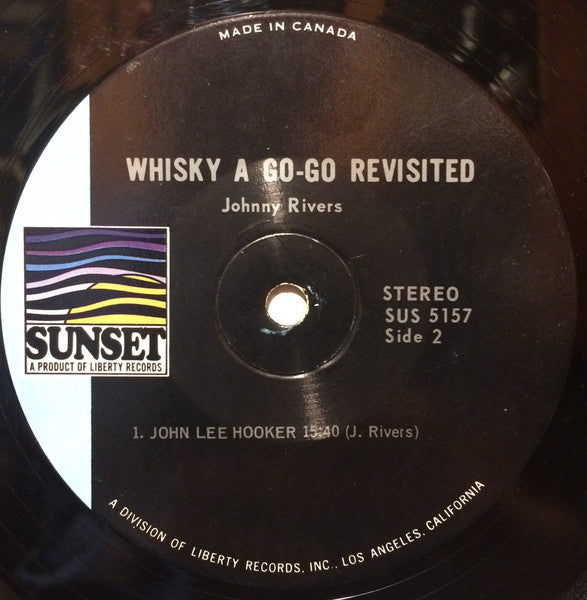 MADE IN CANADA
WHISKY A GO-GO REVISITED
Johnny Rivers
STEREO
SUS 5157
Side 2
SUNSET
A PRODUCT OF LIBERTY RECORDS
1. JOHN LEE HOOKER 15:40 (J. Rivers)
A DIVISION OF LIBERTY RECORDS, INC., LOS ANGELES, CALIFORNIA